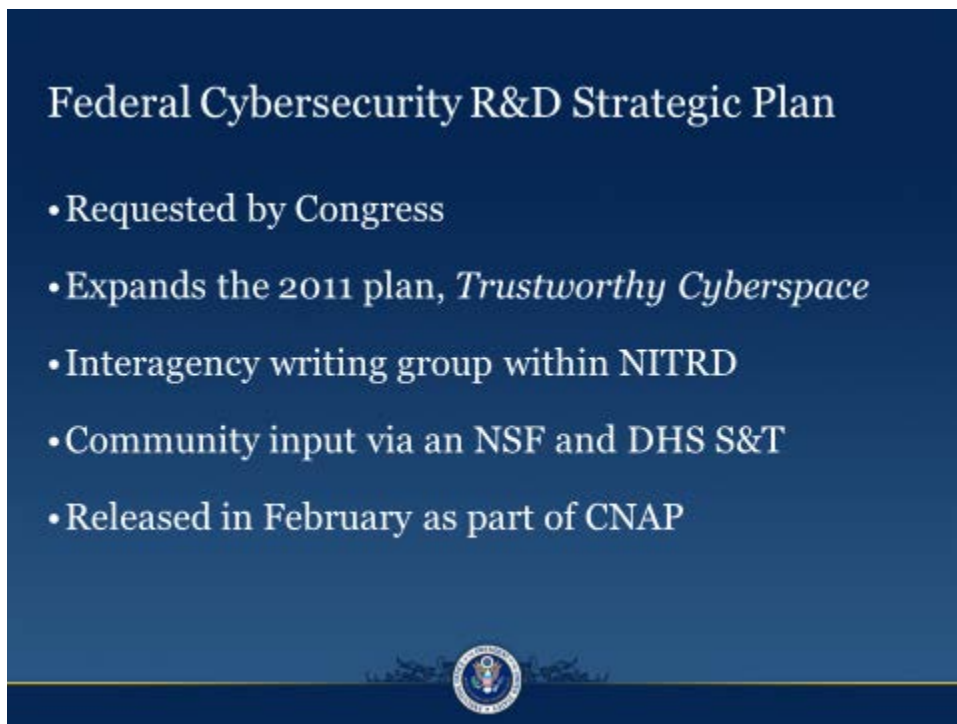 Federal Cybersecurity R&D Strategic Plan
•Requested by Congress
•Expands the 2011 plan, Trustworthy Cyberspace
•Interagency writing group within NITRD
•Community input via an NSF and DHS S&T
•Released in February as part of CNAP